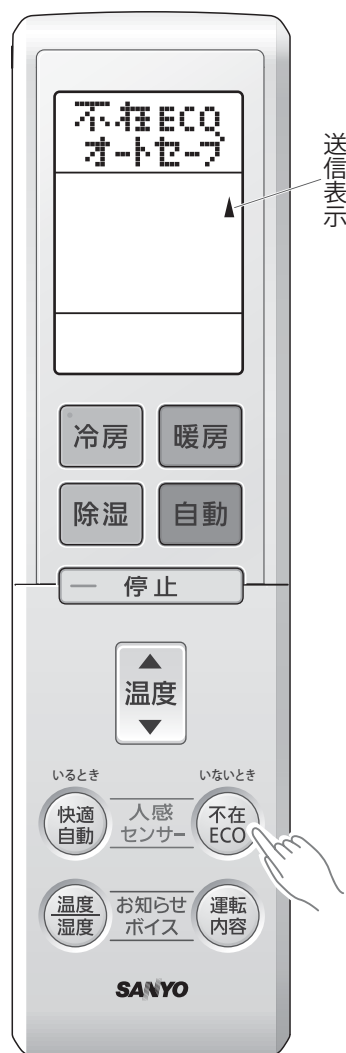 不在ECO
オートセーブ
送信表示
冷房
暖房
除湿
自動
停止
温度
いるとき
いないとき
快適
自動
人感
センサー
不在
ECO
温度
湿度
お知らせ
ボイス
運転
内容
SANYO